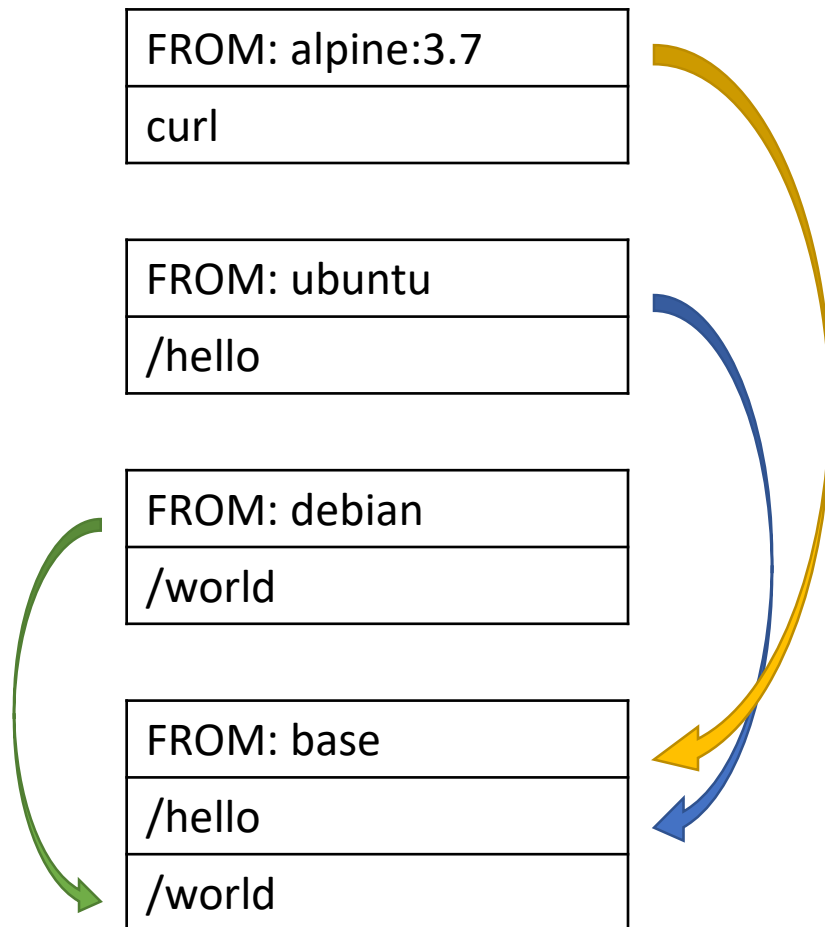 FROM: alpine:3.7
curl
FROM: ubuntu
/hello
FROM: debian
/world
FROM: base
/hello
/world